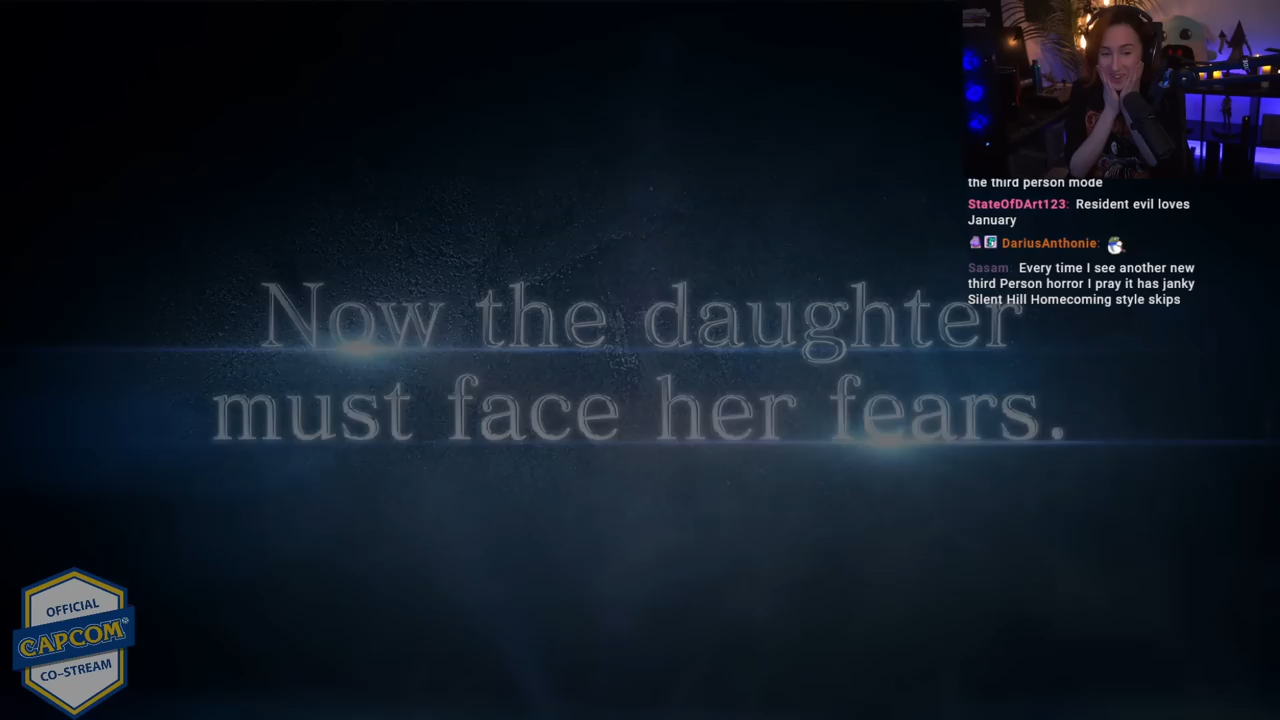 the third person mode
StateOfDArt123: Resident evil loves
January
DariusAnthonie:
Sasam: Every time I see another new
third Person horror I pray it has janky
Silent Hill Homecoming style skips
Now the daughter
must face her fears.
OFFICIAL
CAPCOM®
CO-STREAM